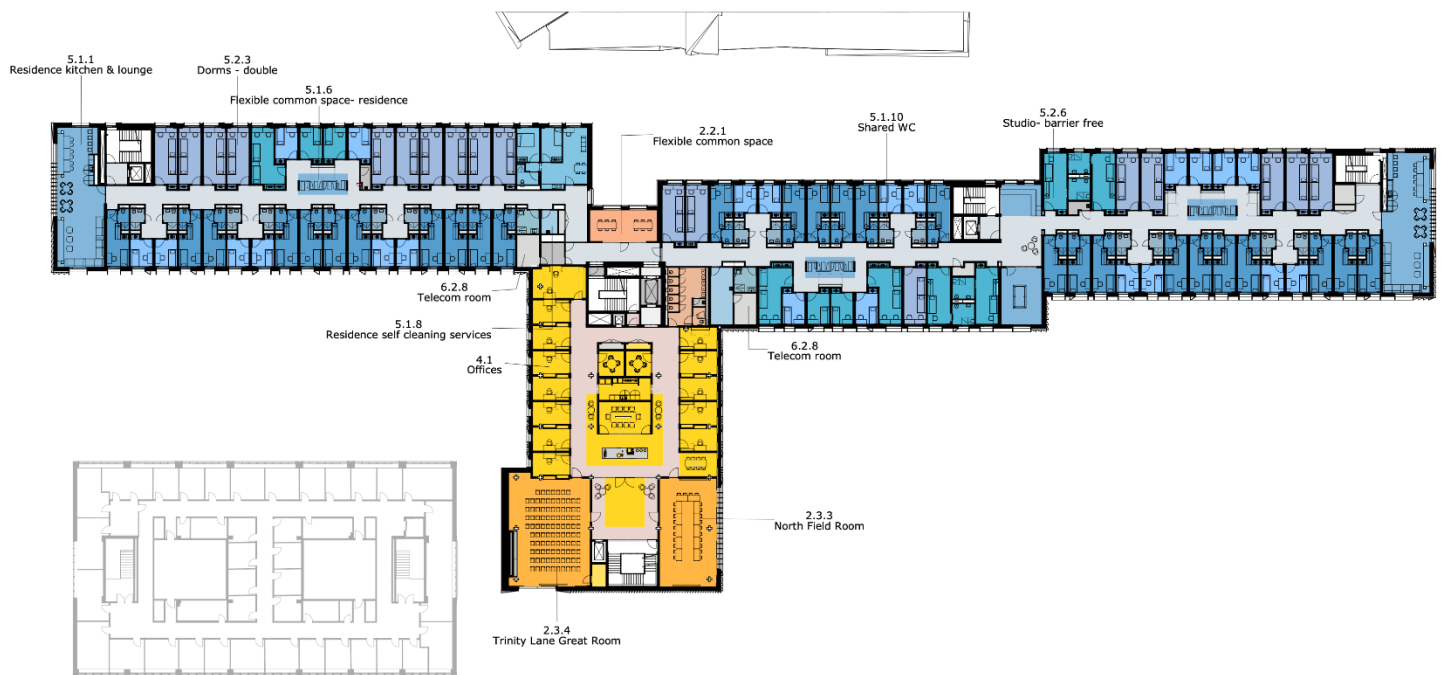 5.1.1
Residence kitchen & lounge
5.2.3
Dorms - double
5.1.6
Flexible common space- residence
2.2.1
Flexible common space
5.1.10
Shared WC
5.2.6
Studio- barrier free
6.2.8
Telecom room
5.1.8
Residence self cleaning services
4.1
Offices
6.2.8
Telecom room
2.3.3
North Field Room
2.3.4
Trinity Lane Great Room